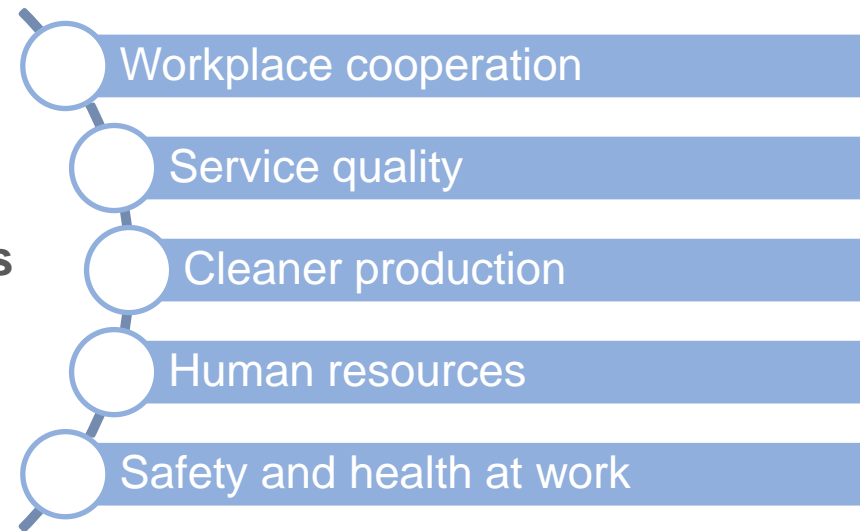 Workplace cooperation
Service quality
s
Cleaner production
Human resources
Safety and health at work